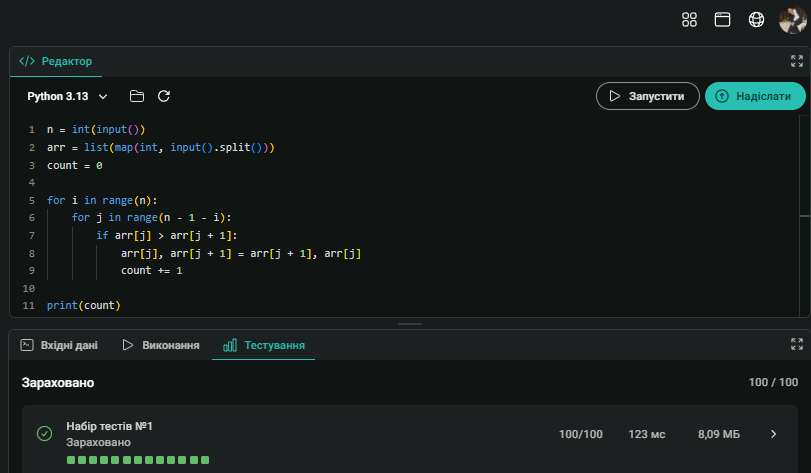 </> Редактор
Python 3.13
Запустити
Надіслати
1 n = int(input())
2 arr = list(map(int, input().split()))
3 count = 0
4
5 for i in range(n):
6     for j in range(n - 1 - i):
7         if arr[j] > arr[j + 1]:
8             arr[j], arr[j + 1] = arr[j + 1], arr[j]
9             count += 1
10
11 print(count)
Вхідні дані
Виконання
Тестування
Зараховано 100 / 100
Набір тестів №1
Зараховано
100/100 123 мс 8,09 МБ